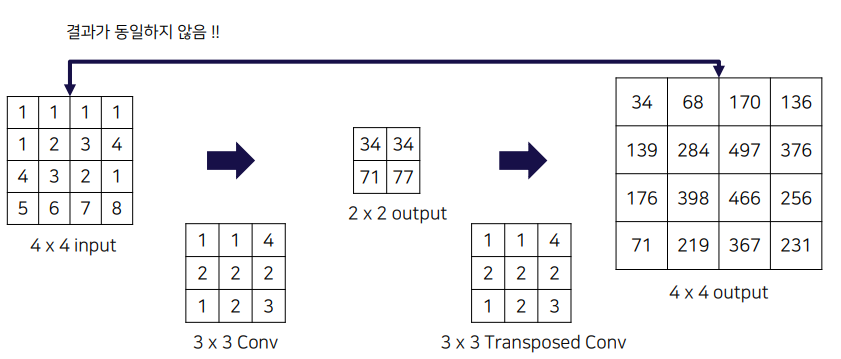 결과가 동일하지 않음 !!
1 1 1 1
1 2 3 4
4 3 2 1
5 6 7 8
4 x 4 input
1 1 4
2 2 2
1 2 3
3 x 3 Conv
34 34
71 77
2 x 2 output
1 1 4
2 2 2
1 2 3
3 x 3 Transposed Conv
34 68 170 136
139 284 497 376
176 398 466 256
71 219 367 231
4 x 4 output